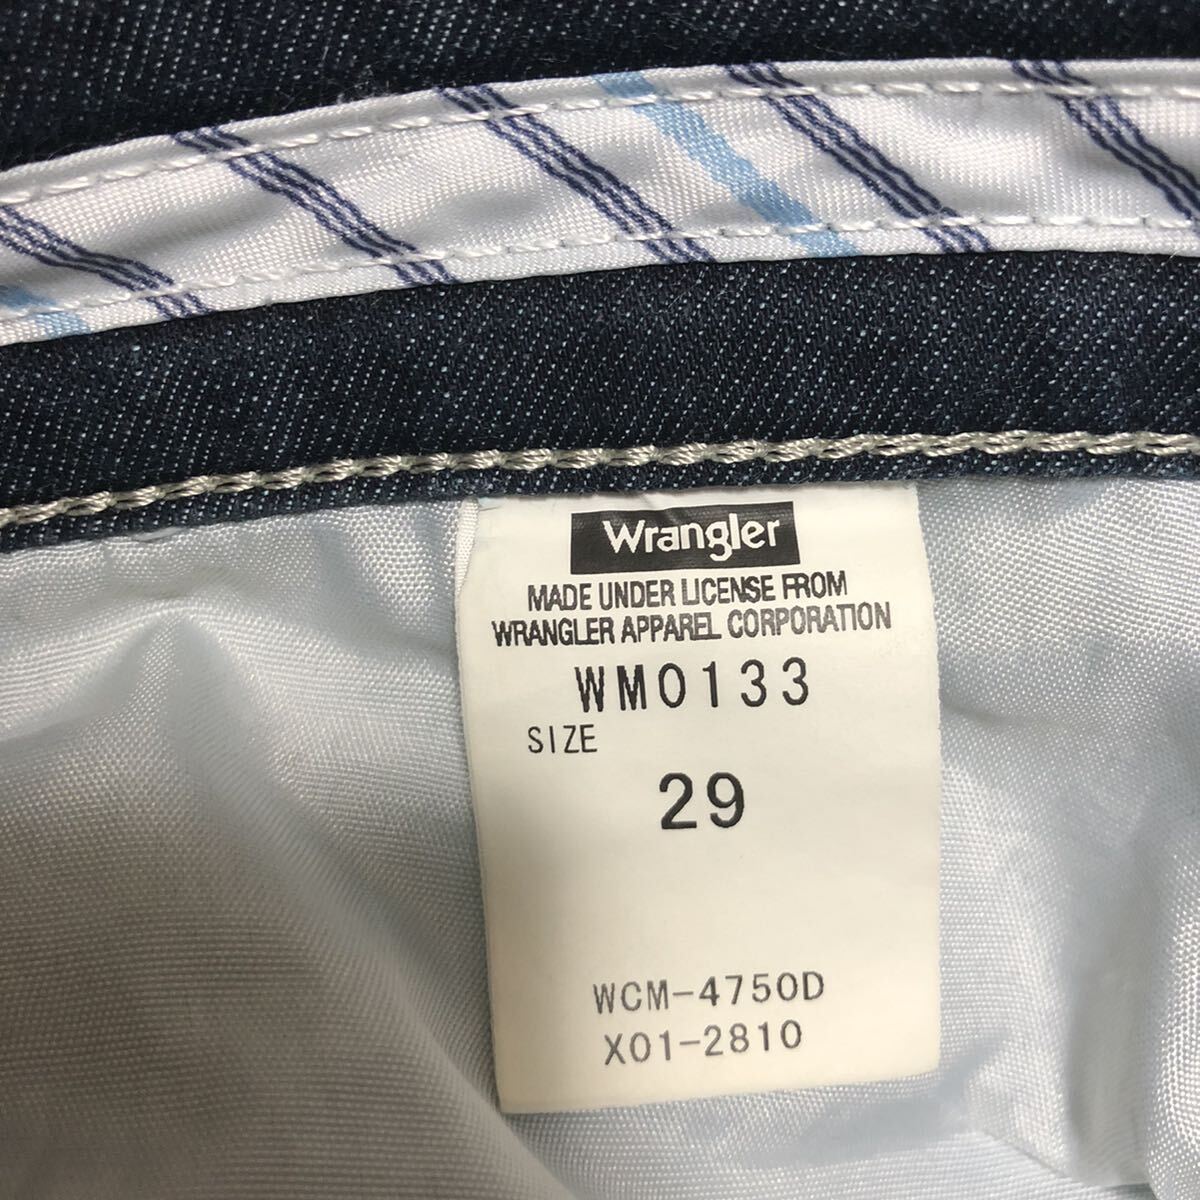 Wrangler
MADE UNDER LICENSE FROM
WRANGLER APPAREL CORPORATION
WM0133
SIZE
29
WCM-4750D
X01-2810